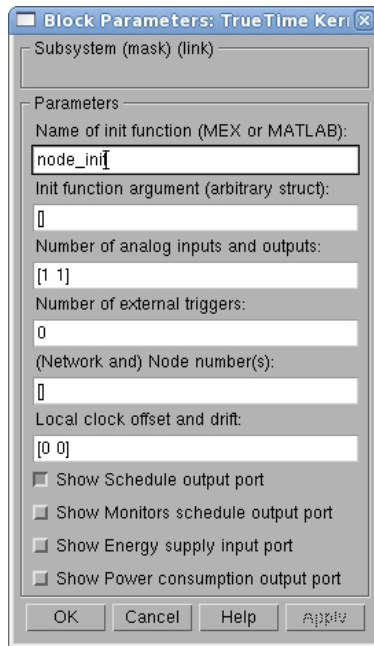 Block Parameters: TrueTime Ker
Subsystem (mask) (link)
Parameters
Name of init function (MEX or MATLAB):
node_init
Init function argument (arbitrary struct):
[]
Number of analog inputs and outputs:
[1 1]
Number of external triggers:
0
(Network and) Node number(s):
[]
Local clock offset and drift:
[0 0]
Show Schedule output port
Show Monitors schedule output port
Show Energy supply input port
Show Power consumption output port
OK Cancel Help Apply